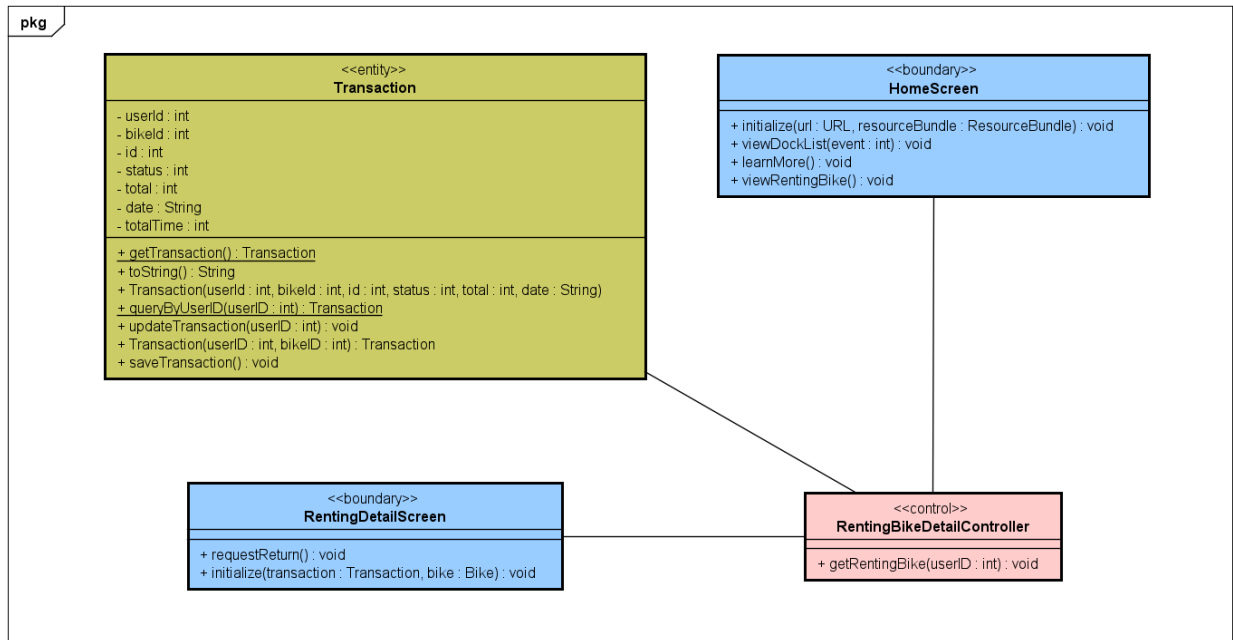 pkg
<<entity>>
Transaction
- userId : int
- bikeId : int
- id : int
- status : int
- total : int
- date : String
- totalTime : int
+ getTransaction() : Transaction
+ toString() : String
+ Transaction(userId : int, bikeId : int, id : int, status : int, total : int, date : String)
+ queryByUserID(userID : int) : Transaction
+ updateTransaction(userID : int) : void
+ Transaction(userID : int, bikeID : int) : Transaction
+ saveTransaction() : void
<<boundary>>
HomeScreen
+ initialize(url : URL, resourceBundle : ResourceBundle) : void
+ viewDockList(event : int) : void
+ learnMore() : void
+ viewRentingBike() : void
<<boundary>>
RentingDetailScreen
+ requestReturn() : void
+ initialize(transaction : Transaction, bike : Bike) : void
<<control>>
RentingBikeDetailController
+ getRentingBike(userID : int) : void